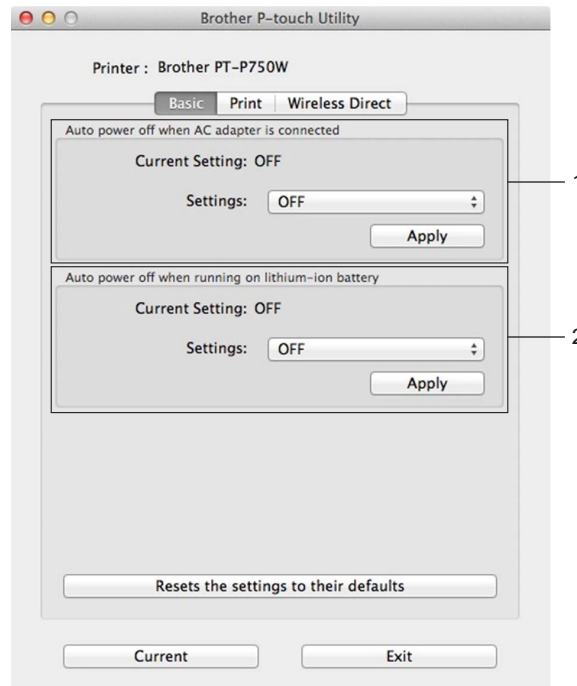 Brother P-touch Utility
Printer : Brother PT-P750W
Basic Print Wireless Direct
Auto power off when AC adapter is connected
Current Setting: OFF
Settings: OFF
Apply
1
Auto power off when running on lithium-ion battery
Current Setting: OFF
Settings: OFF
Apply
2
Resets the settings to their defaults
Current Exit